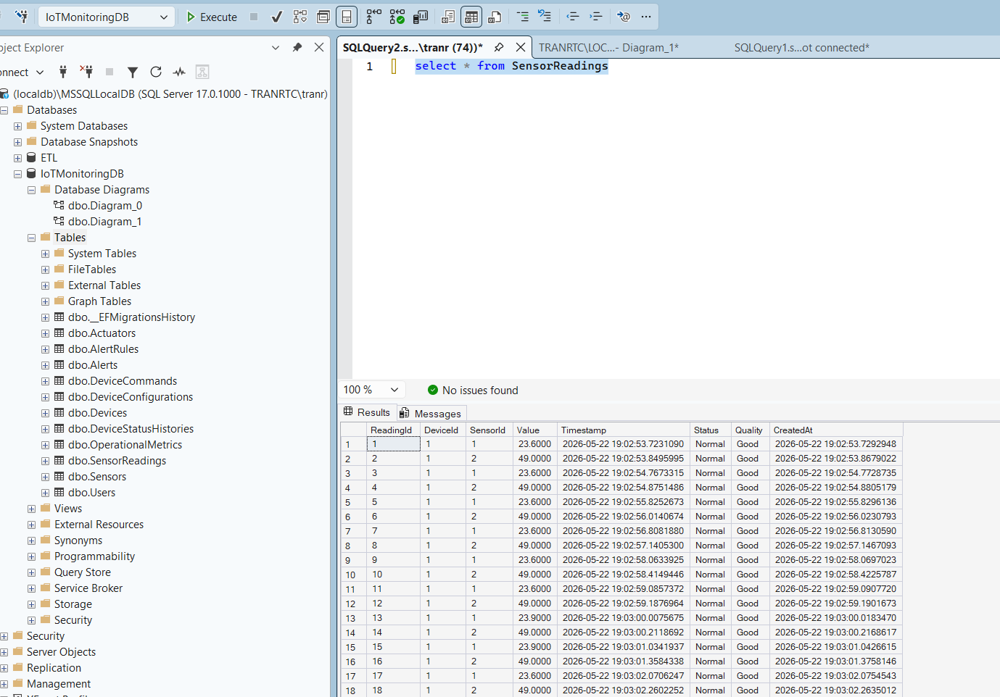 IoTMonitoringDB
Execute
ject Explorer
nnect
(localdb)\MSSQLLocalDB (SQL Server 17.0.1000 - TRANRTC\tranr)
Databases
System Databases
Database Snapshots
ETL
IoTMonitoringDB
Database Diagrams
dbo.Diagram_0
dbo.Diagram_1
Tables
System Tables
FileTables
External Tables
Graph Tables
dbo.__EFMigrationsHistory
dbo.Actuators
dbo.AlertRules
dbo.Alerts
dbo.DeviceCommands
dbo.DeviceConfigurations
dbo.Devices
dbo.DeviceStatusHistories
dbo.OperationalMetrics
dbo.SensorReadings
dbo.Sensors
dbo.Users
Views
External Resources
Synonyms
Programmability
Query Store
Service Broker
Storage
Security
Security
Server Objects
Replication
Management
SQLQuery2.s...\tranr (74))*
TRANRTC\LOC...- Diagram_1*
SQLQuery1.s...ot connected*
1 select * from SensorReadings
100 %
No issues found
Results
Messages
ReadingId DeviceId SensorId Value Timestamp Status Quality CreatedAt
1 1 1 1 23.6000 2026-05-22 19:02:53.7231090 Normal Good 2026-05-22 19:02:53.7292948
2 2 1 2 49.0000 2026-05-22 19:02:53.8495995 Normal Good 2026-05-22 19:02:53.8679022
3 3 1 1 23.6000 2026-05-22 19:02:54.7673315 Normal Good 2026-05-22 19:02:54.7728735
4 4 1 2 49.0000 2026-05-22 19:02:54.8751486 Normal Good 2026-05-22 19:02:54.8805179
5 5 1 1 23.6000 2026-05-22 19:02:55.8252673 Normal Good 2026-05-22 19:02:55.8296136
6 6 1 2 49.0000 2026-05-22 19:02:56.0140674 Normal Good 2026-05-22 19:02:56.0230793
7 7 1 1 23.6000 2026-05-22 19:02:56.8081880 Normal Good 2026-05-22 19:02:56.8130590
8 8 1 2 49.0000 2026-05-22 19:02:57.1405300 Normal Good 2026-05-22 19:02:57.1467093
9 9 1 1 23.6000 2026-05-22 19:02:58.0633925 Normal Good 2026-05-22 19:02:58.0697023
10 10 1 2 49.0000 2026-05-22 19:02:58.4149446 Normal Good 2026-05-22 19:02:58.4225787
11 11 1 1 23.6000 2026-05-22 19:02:59.0857372 Normal Good 2026-05-22 19:02:59.0907720
12 12 1 2 49.0000 2026-05-22 19:02:59.1876964 Normal Good 2026-05-22 19:02:59.1901673
13 13 1 1 23.9000 2026-05-22 19:03:00.0075675 Normal Good 2026-05-22 19:03:00.0183470
14 14 1 2 49.0000 2026-05-22 19:03:00.2118692 Normal Good 2026-05-22 19:03:00.2168617
15 15 1 1 23.9000 2026-05-22 19:03:01.0341937 Normal Good 2026-05-22 19:03:01.0426615
16 16 1 2 49.0000 2026-05-22 19:03:01.3584338 Normal Good 2026-05-22 19:03:01.3758146
17 17 1 1 23.6000 2026-05-22 19:03:02.0706247 Normal Good 2026-05-22 19:03:02.0754543
18 18 1 2 49.0000 2026-05-22 19:03:02.2602252 Normal Good 2026-05-22 19:03:02.2635012